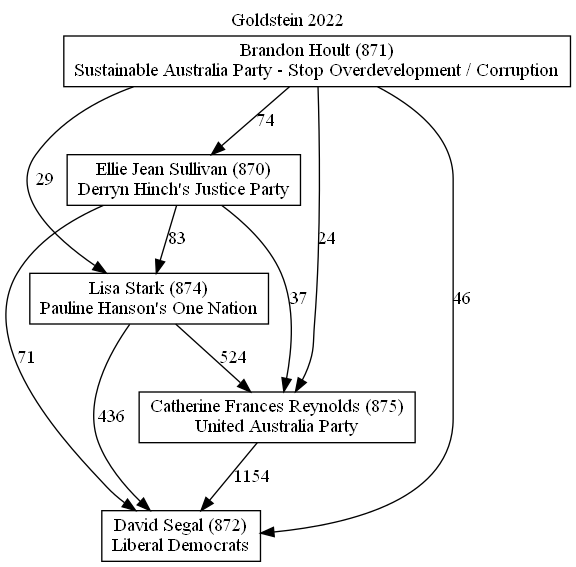 Goldstein 2022
Brandon Hoult (871)
Sustainable Australia Party - Stop Overdevelopment / Corruption
74
Ellie Jean Sullivan (870)
Derryn Hinch's Justice Party
29
83
24
Lisa Stark (874)
Pauline Hanson's One Nation
37
46
71
524
436
Catherine Frances Reynolds (875)
United Australia Party
1154
David Segal (872)
Liberal Democrats